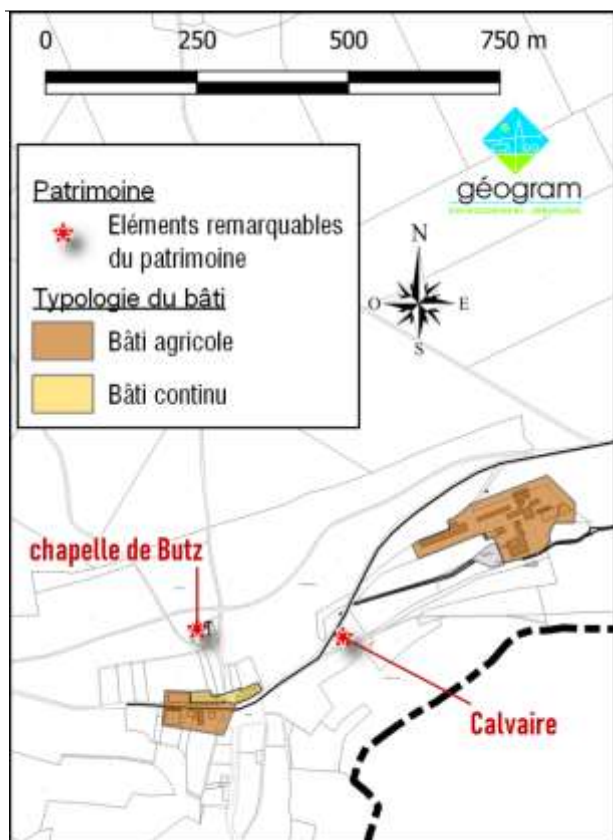 0 250 500 750 m
géogram
Patrimoine
Eléments remarquables
du patrimoine
Typologie du bâti
Bâti agricole
Bâti continu
N
O E
S
chapelle de Butz
Calvaire